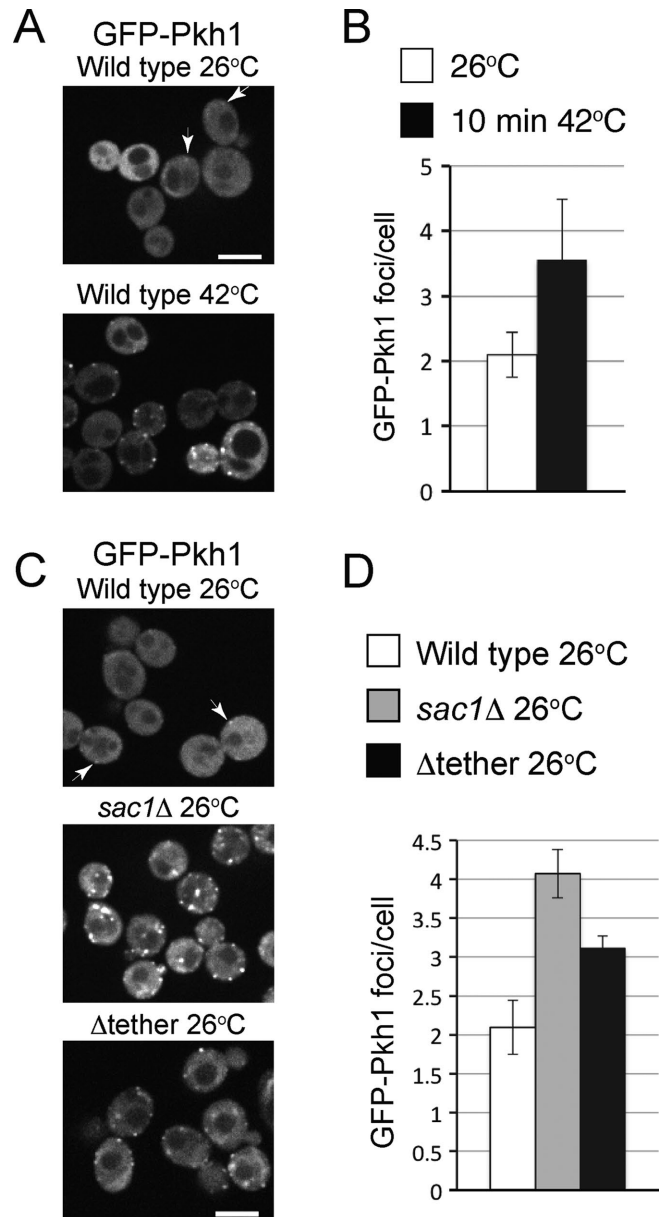 A
GFP-Pkh1
Wild type 26°C
Wild type 42°C
B
26°C
10 min 42°C
GFP-Pkh1 foci/cell
5
4
3
2
1
0
C
GFP-Pkh1
Wild type 26°C
sac1Δ 26°C
Δtether 26°C
D
Wild type 26°C
sac1Δ 26°C
Δtether 26°C
GFP-Pkh1 foci/cell
4.5
4
3.5
3
2.5
2
1.5
1
0.5
0